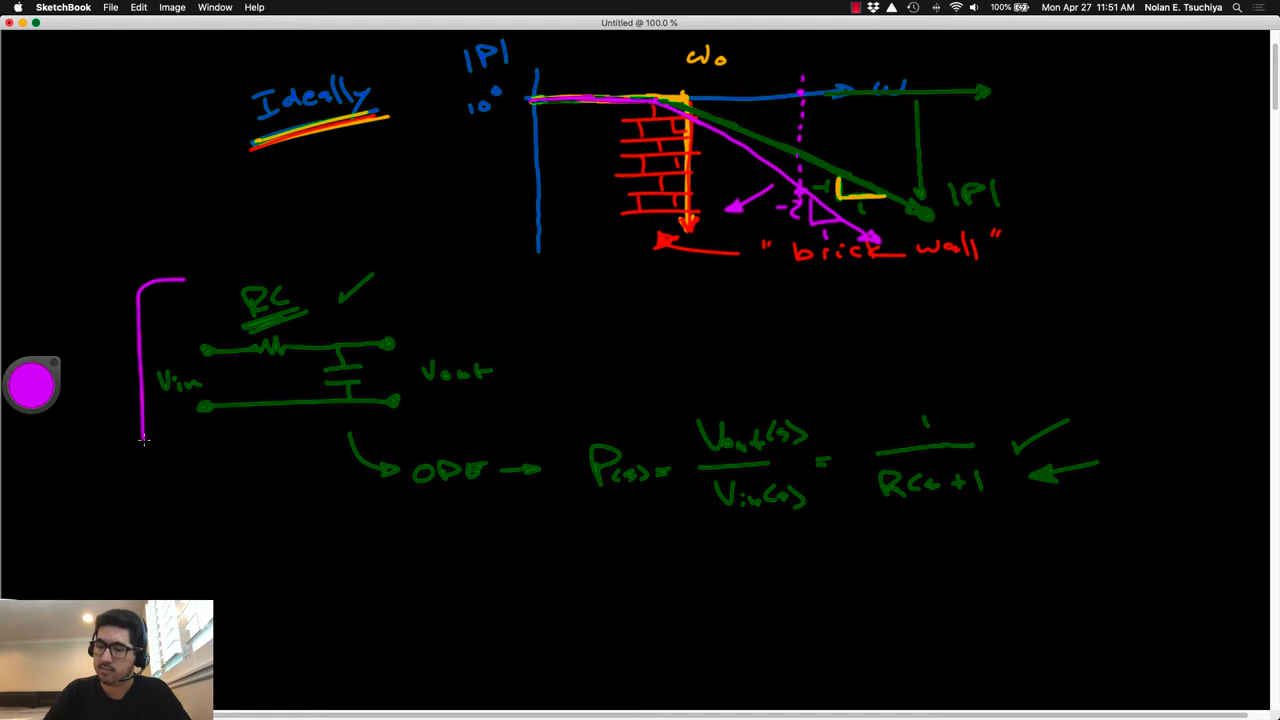 SketchBook File Edit Image Window Help 100% Mon Apr 27 11:51 AM Nolan E. Tsuchiya
Untitled @ 100.0 %
Ideally
|P|
10⁰
ω₀
ω
-1
1
|P|
-2
1
"brick wall"
RC
Vin
Vout
ODE → P(s) = Vout(s) / Vin(s) = 1 / RCs + 1